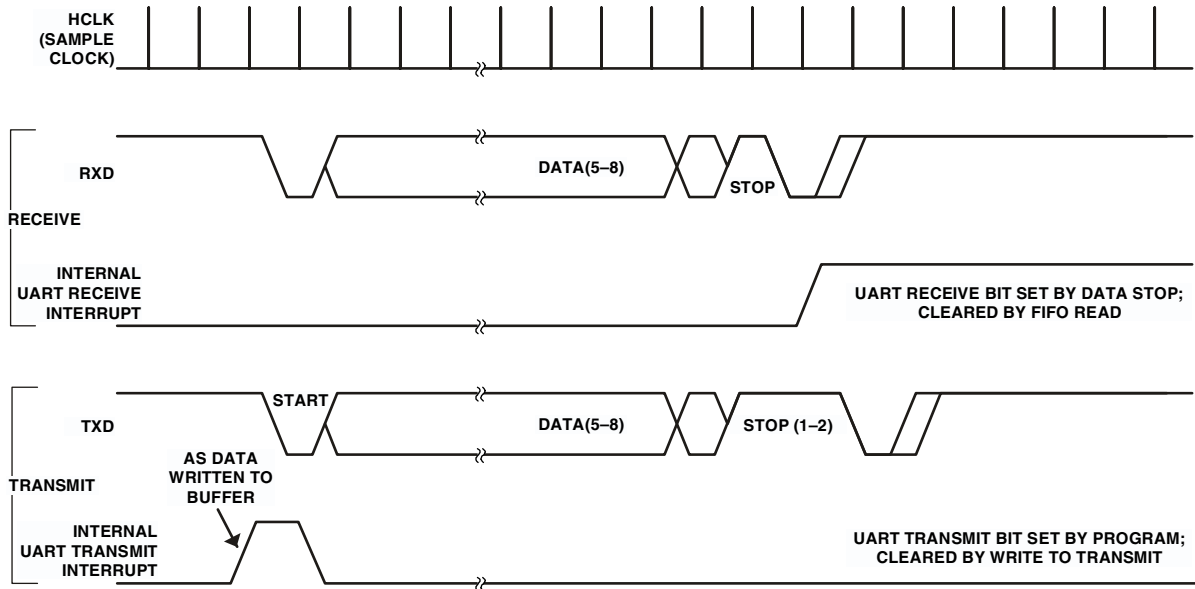 HCLK
(SAMPLE
CLOCK)
RXD
DATA(5–8)
STOP
RECEIVE
INTERNAL
UART RECEIVE
INTERRUPT
UART RECEIVE BIT SET BY DATA STOP;
CLEARED BY FIFO READ
START
TXD
DATA(5–8)
STOP (1–2)
AS DATA
WRITTEN TO
BUFFER
TRANSMIT
INTERNAL
UART TRANSMIT
INTERRUPT
UART TRANSMIT BIT SET BY PROGRAM;
CLEARED BY WRITE TO TRANSMIT